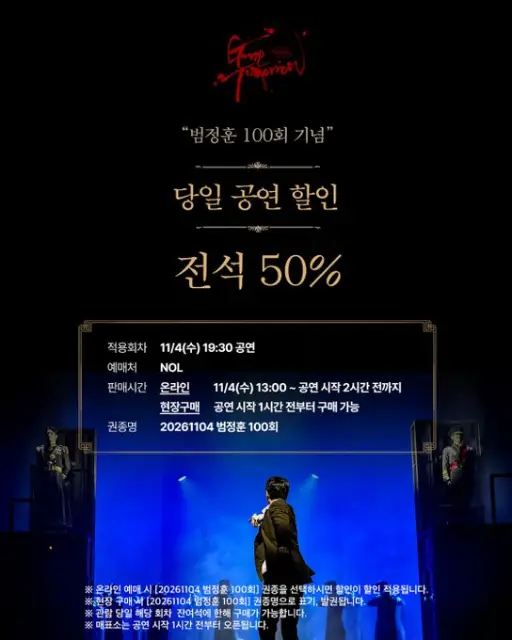 "범정훈 100회 기념"
당일 공연 할인
전석 50%
적용회차 11/4(수) 19:30 공연
예매처 NOL
판매시간 온라인 11/4(수) 13:00 ~ 공연 시작 2시간 전까지
현장구매 공연 시작 1시간 전부터 구매 가능
권종명 20261104 범정훈 100회
※ 온라인 예매 시 [20261104 범정훈 100회] 권종을 선택하시면 할인이 할인 적용됩니다.
※ 현장 구매 시 [20261104 범정훈 100회] 권종명으로 표기, 발권됩니다.
※ 관람 당일 해당 회차 잔여석에 한해 구매가 가능합니다.
※ 매표소는 공연 시작 1시간 전부터 오픈됩니다.